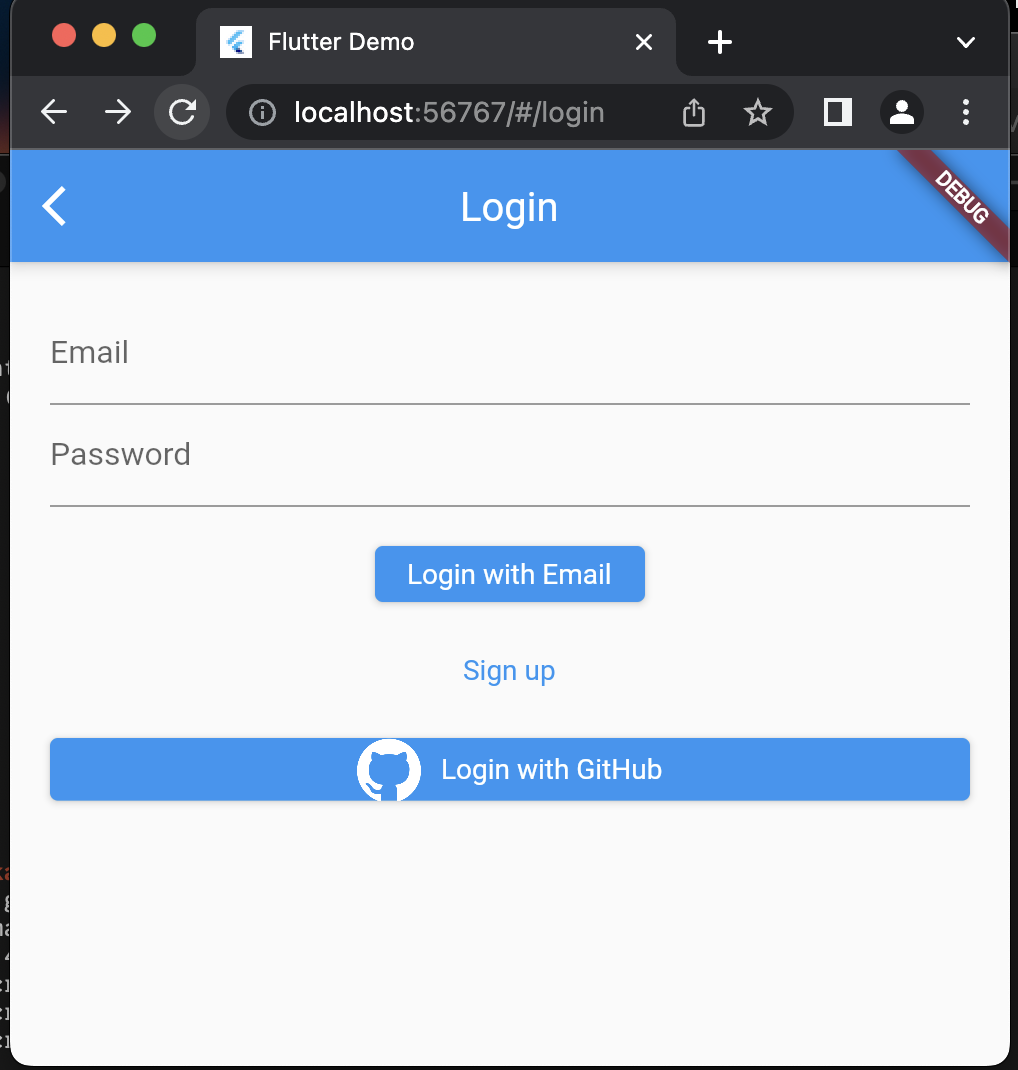 Flutter Demo
localhost:56767/#/login
Login
DEBUG
Email
Password
Login with Email
Sign up
Login with GitHub